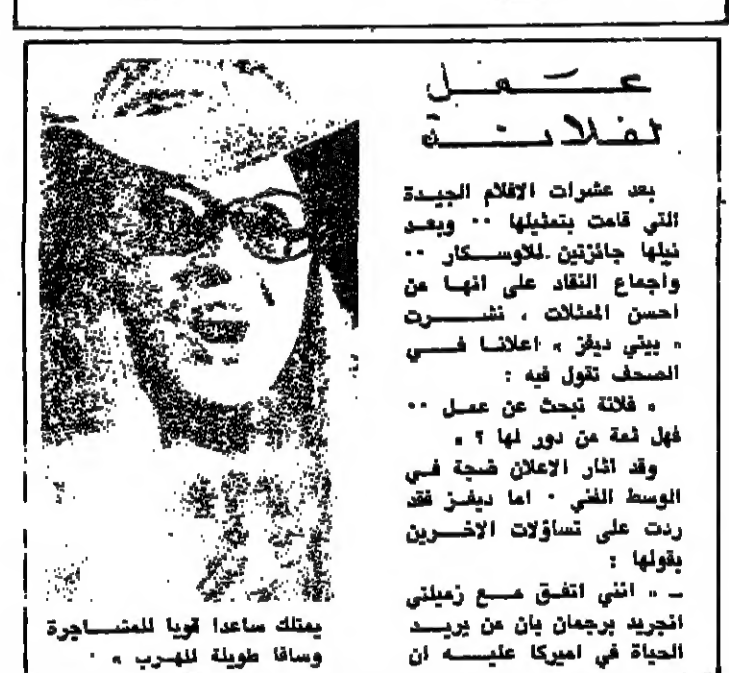 عمل
لفلانة
بعد عشرات الافلام الجيدة
التي قامت بتمثيلها ·· وبعد
نيلها جائزتين للاوسكار ··
واجماع النقاد على انها من
احسن الممثلات ، نشرت
« بيتي ديفز » اعلانا في
الصحف تقول فيه :
« فلانة تبحث عن عمل ··
فهل ثمة من دور لها ؟ »
وقد اثار الاعلان ضجة في
الوسط الفني · اما ديفز فقد
ردت على تساؤلات الاخرين
بقولها :
ـ « انني اتفق مع زميلتي
انجريد برجمان بان من يريد
الحياة في اميركا عليه ان
يمتلك ساعدا قويا للمتساجرة
وساقا طويلة للهرب » ·